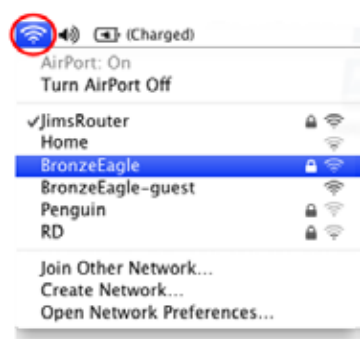 (Charged)
AirPort: On
Turn AirPort Off
✓JimsRouter
Home
BronzeEagle
BronzeEagle-guest
Penguin
RD
Join Other Network...
Create Network...
Open Network Preferences...